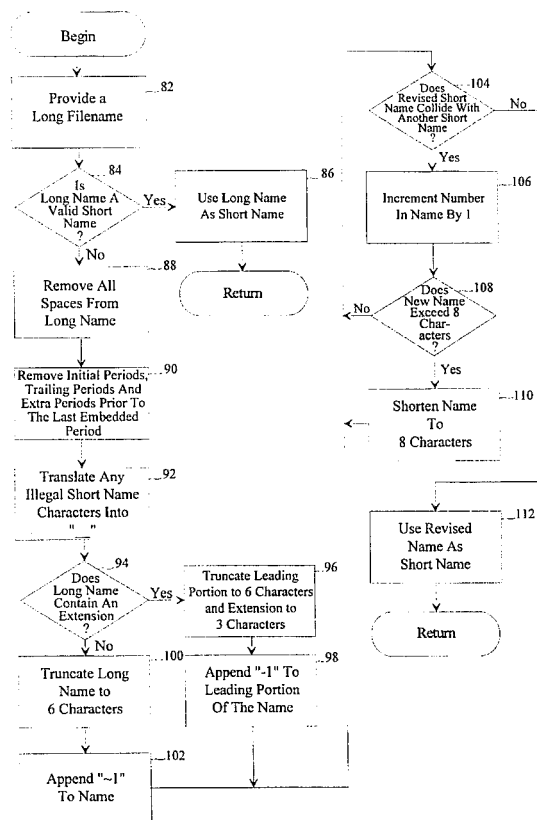 Begin
82
Provide a
Long Filename
84
Is
Long Name A
Valid Short
Name
?
Yes
86
Use Long Name
As Short Name
Return
No
88
Remove All
Spaces From
Long Name
90
Remove Initial Periods,
Trailing Periods And
Extra Periods Prior To
The Last Embedded
Period
92
Translate Any
Illegal Short Name
Characters Into
"_"
94
Does
Long Name
Contain An
Extension
?
Yes
96
Truncate Leading
Portion to 6 Characters
and Extension to
3 Characters
No
100
Truncate Long
Name to
6 Characters
98
Append "-1" To
Leading Portion
Of The Name
102
Append "~1"
To Name
104
Does
Revised Short
Name Collide With
Another Short
Name
?
No
Yes
106
Increment Number
In Name By 1
108
Does
New Name
Exceed 8
Char-
acters
?
No
Yes
110
Shorten Name
To
8 Characters
112
Use Revised
Name As
Short Name
Return